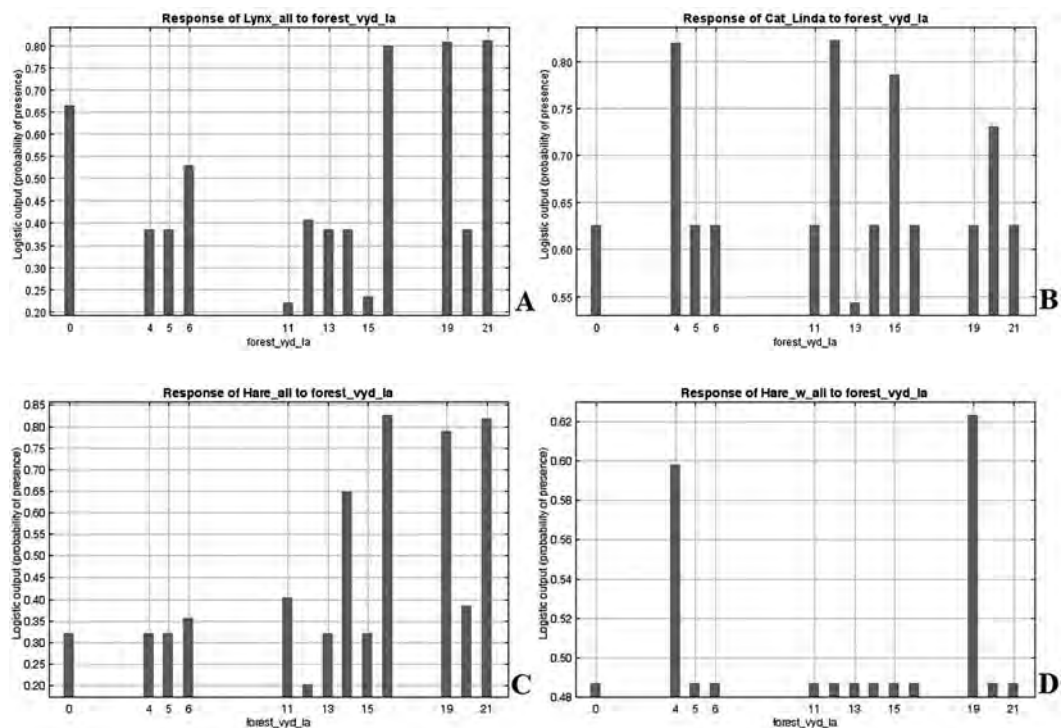 Response of Lynx_all to forest_vyd_la
Logistic output (probability of presence)
0.80
0.75
0.70
0.65
0.60
0.55
0.50
0.45
0.40
0.35
0.30
0.25
0.20
0 4 5 6 11 13 15 19 21
forest_vyd_la
A
Response of Cat_Linda to forest_vyd_la
Logistic output (probability of presence)
0.80
0.75
0.70
0.65
0.60
0.55
0 4 5 6 11 13 15 19 21
forest_vyd_la
B
Response of Hare_all to forest_vyd_la
Logistic output (probability of presence)
0.85
0.80
0.75
0.70
0.65
0.60
0.55
0.50
0.45
0.40
0.35
0.30
0.25
0.20
0 4 5 6 11 13 15 19 21
forest_vyd_la
C
Response of Hare_w_all to forest_vyd_la
Logistic output (probability of presence)
0.62
0.60
0.58
0.56
0.54
0.52
0.50
0.48
0 4 5 6 11 13 15 19 21
forest_vyd_la
D